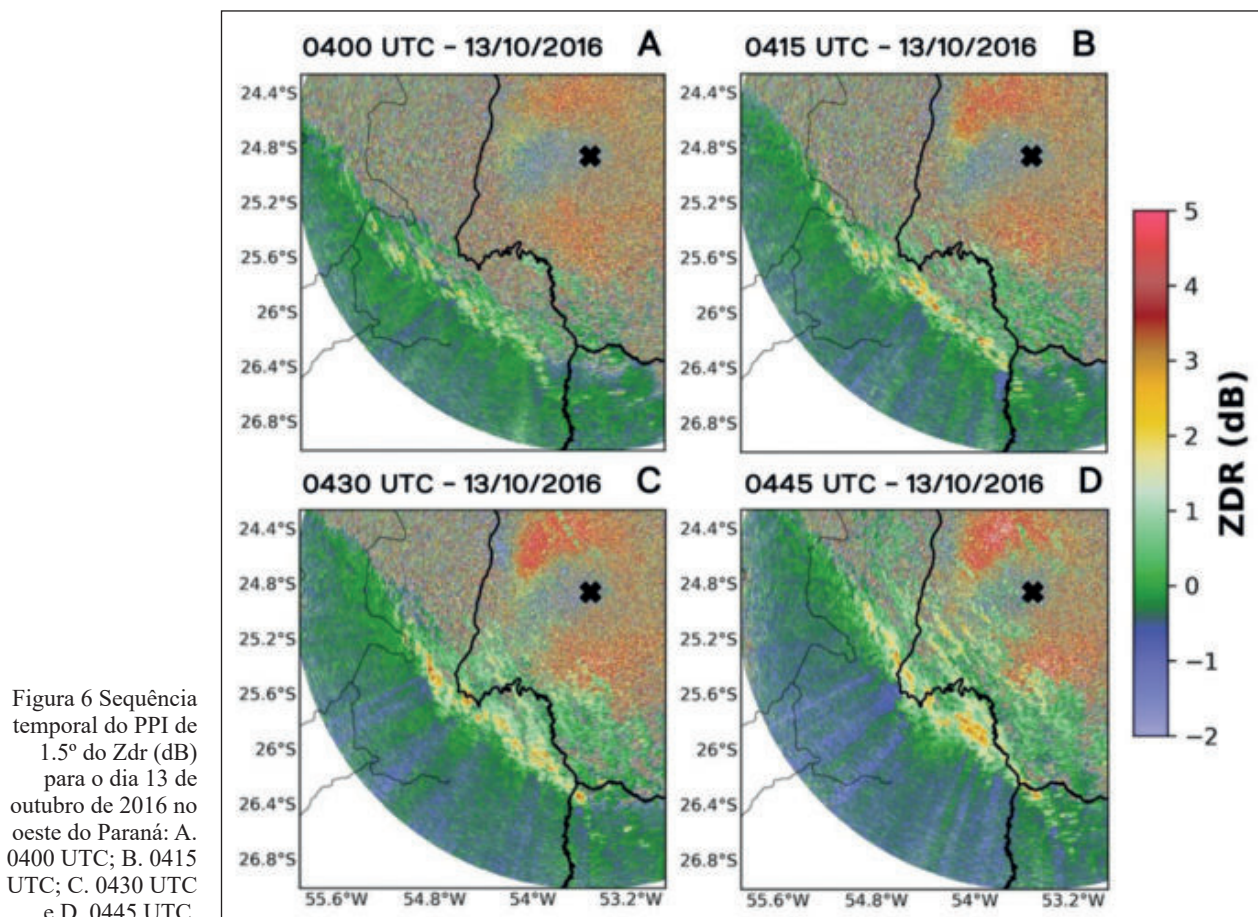 0400 UTC - 13/10/2016 A
0415 UTC - 13/10/2016 B
24.4°S
24.8°S
25.2°S
25.6°S
26°S
26.4°S
26.8°S
24.4°S
24.8°S
25.2°S
25.6°S
26°S
26.4°S
26.8°S
0430 UTC - 13/10/2016 C
0445 UTC - 13/10/2016 D
24.4°S
24.8°S
25.2°S
25.6°S
26°S
26.4°S
26.8°S
24.4°S
24.8°S
25.2°S
25.6°S
26°S
26.4°S
26.8°S
55.6°W 54.8°W 54°W 53.2°W
55.6°W 54.8°W 54°W 53.2°W
5
4
3
2
1
0
−1
−2
ZDR (dB)
Figura 6 Sequência
temporal do PPI de
1.5º do Zdr (dB)
para o dia 13 de
outubro de 2016 no
oeste do Paraná: A.
0400 UTC; B. 0415
UTC; C. 0430 UTC
e D. 0445 UTC.